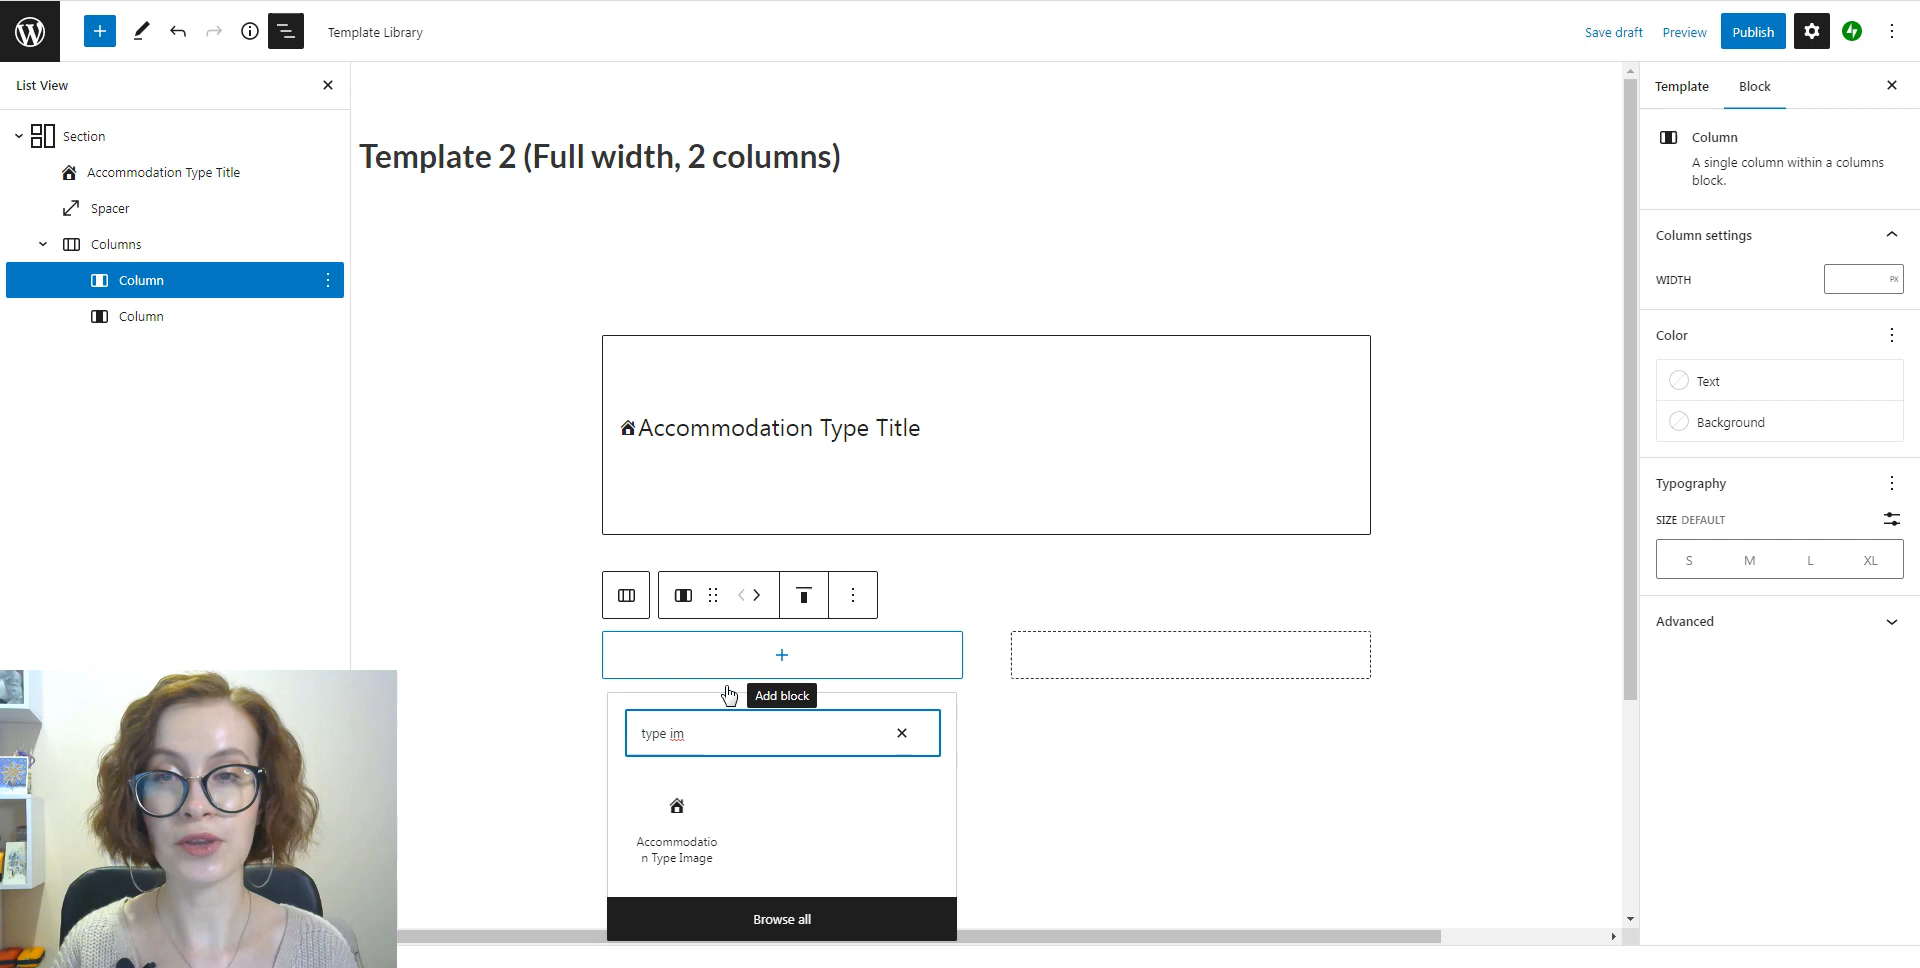 Template Library
Save draft
Preview
Publish
List View
Section
Accommodation Type Title
Spacer
Columns
Column
Column
Template 2 (Full width, 2 columns)
Accommodation Type Title
Add block
type im
Accommodatio
n Type Image
Browse all
Template
Block
Column
A single column within a columns
block.
Column settings
WIDTH
PX
Color
Text
Background
Typography
SIZE DEFAULT
S M L XL
Advanced